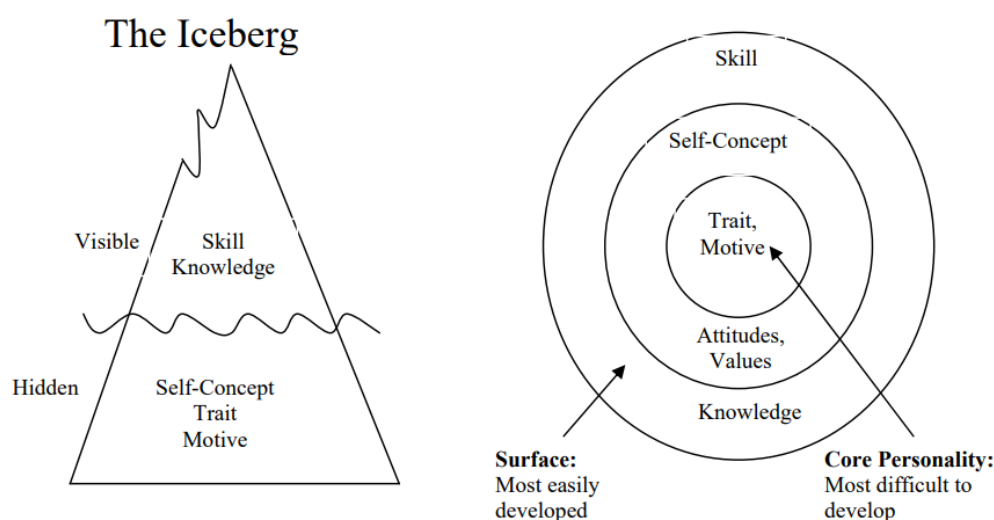 The Iceberg
Visible
Skill
Knowledge
Hidden
Self-Concept
Trait
Motive
Skill
Self-Concept
Trait,
Motive
Attitudes,
Values
Knowledge
Surface:
Most easily
developed
Core Personality:
Most difficult to
develop